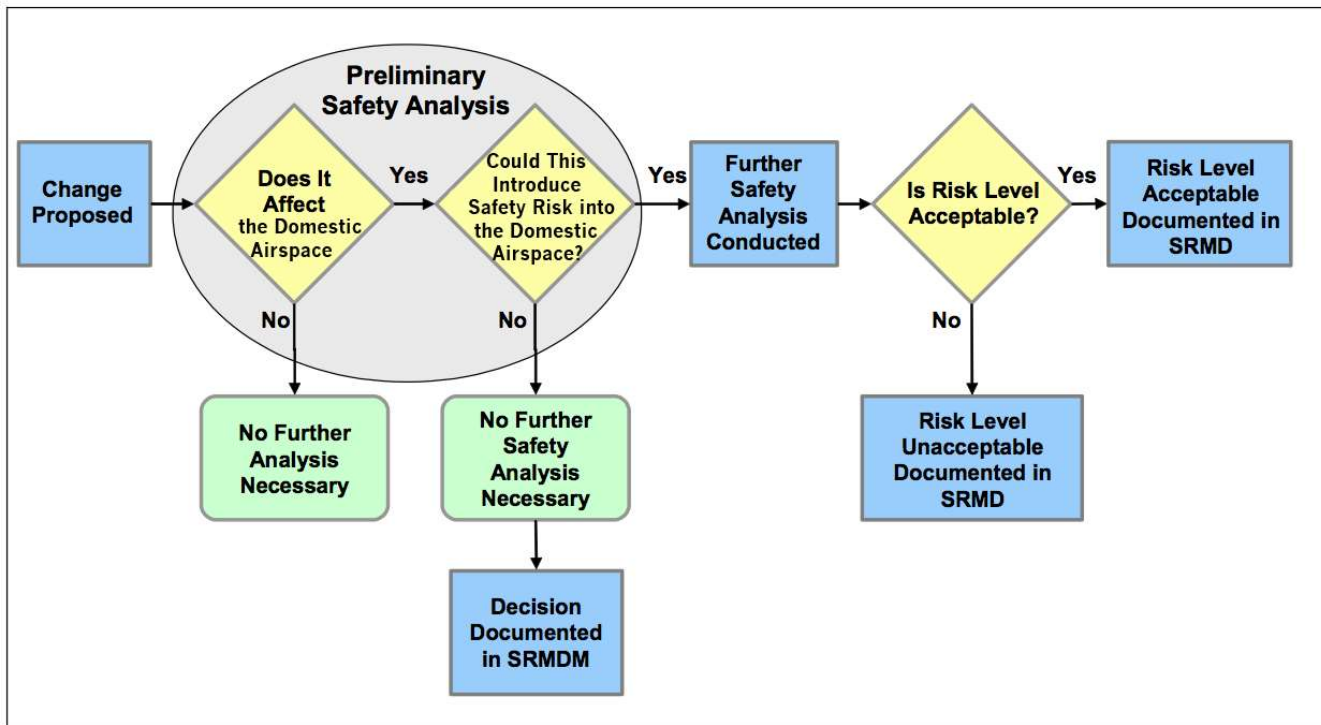 Preliminary
Safety Analysis
Change
Proposed
Does It
Affect
the Domestic
Airspace
Yes
No
Could This
Introduce
Safety Risk into
the Domestic
Airspace?
Yes
No
Further
Safety
Analysis
Conducted
Is Risk Level
Acceptable?
Yes
No
Risk Level
Acceptable
Documented in
SRMD
No Further
Analysis
Necessary
No Further
Safety
Analysis
Necessary
Risk Level
Unacceptable
Documented in
SRMD
Decision
Documented
in SRMDM